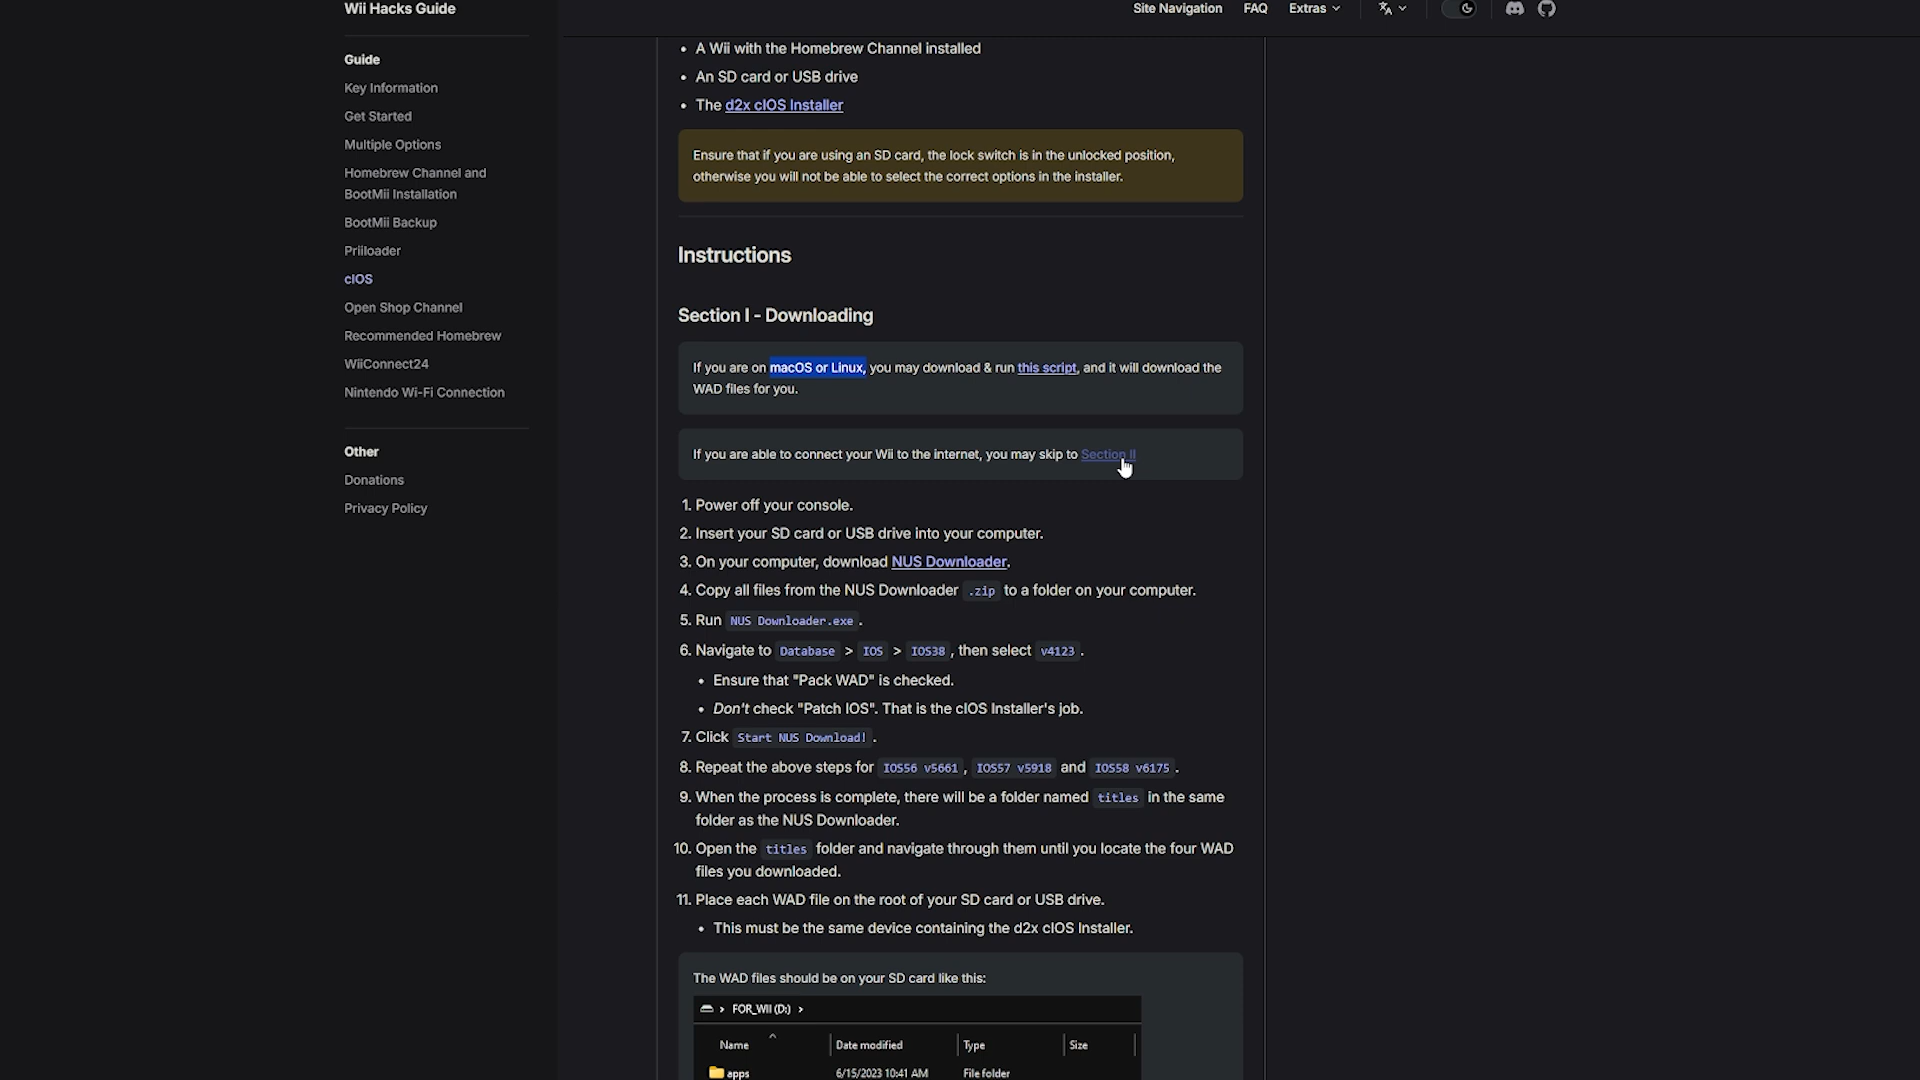 Wii Hacks Guide
Site Navigation FAQ Extras
Guide
Key Information
Get Started
Multiple Options
Homebrew Channel and
BootMii Installation
BootMii Backup
Priiloader
cIOS
Open Shop Channel
Recommended Homebrew
WiiConnect24
Nintendo Wi-Fi Connection
Other
Donations
Privacy Policy
• A Wii with the Homebrew Channel installed
• An SD card or USB drive
• The d2x cIOS Installer
Ensure that if you are using an SD card, the lock switch is in the unlocked position,
otherwise you will not be able to select the correct options in the installer.
Instructions
Section I - Downloading
If you are on macOS or Linux, you may download & run this script, and it will download the
WAD files for you.
If you are able to connect your Wii to the internet, you may skip to Section II
1. Power off your console.
2. Insert your SD card or USB drive into your computer.
3. On your computer, download NUS Downloader.
4. Copy all files from the NUS Downloader .zip to a folder on your computer.
5. Run NUS Downloader.exe .
6. Navigate to Database > IOS > IOS38 , then select v4123 .
• Ensure that "Pack WAD" is checked.
• Don't check "Patch IOS". That is the cIOS Installer's job.
7. Click Start NUS Download! .
8. Repeat the above steps for IOS56 v5661 , IOS57 v5918 and IOS58 v6175 .
9. When the process is complete, there will be a folder named titles in the same
folder as the NUS Downloader.
10. Open the titles folder and navigate through them until you locate the four WAD
files you downloaded.
11. Place each WAD file on the root of your SD card or USB drive.
• This must be the same device containing the d2x cIOS Installer.
The WAD files should be on your SD card like this:
> FOR_WII (D:) >
Name Date modified Type Size
apps 6/15/2023 10:41 AM File folder